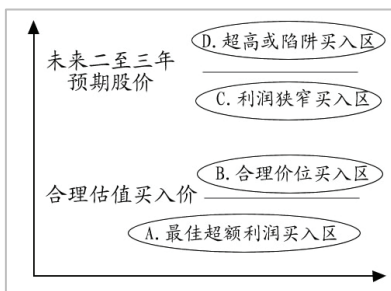 D.超高或陷阱买入区
未来二至三年
预期股价
C.利润狭窄买入区
B.合理价位买入区
合理估值买入价
A.最佳超额利润买入区